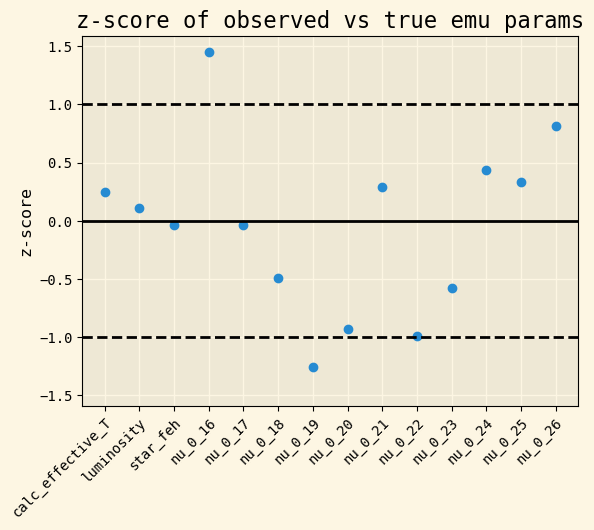 z-score of observed vs true emu params
1.5
1.0
0.5
0.0
−0.5
−1.0
−1.5
z-score
calc_effective_T
luminosity
star_feh
nu_0_16
nu_0_17
nu_0_18
nu_0_19
nu_0_20
nu_0_21
nu_0_22
nu_0_23
nu_0_24
nu_0_25
nu_0_26